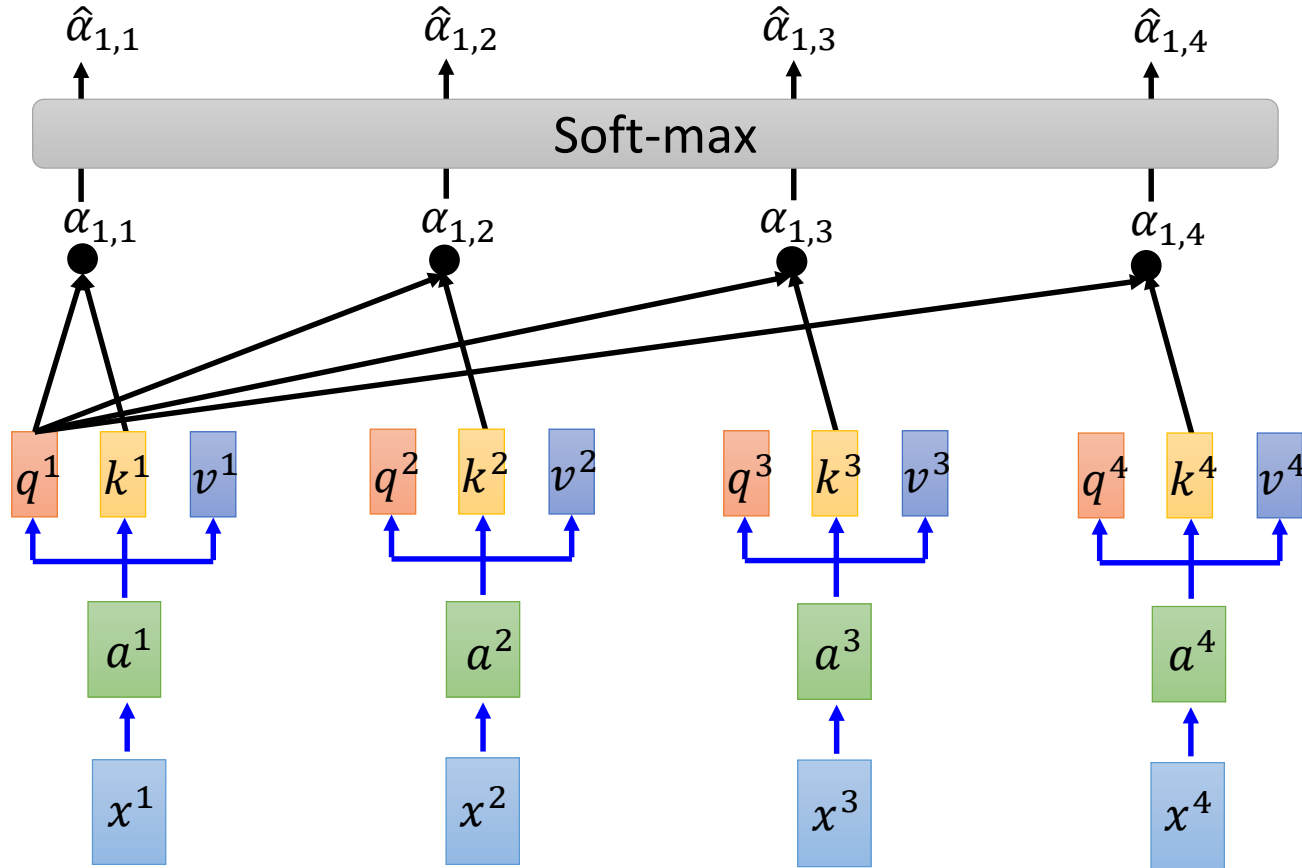 α̂₁,₁ α̂₁,₂ α̂₁,₃ α̂₁,₄
Soft-max
α₁,₁ α₁,₂ α₁,₃ α₁,₄
q¹ k¹ v¹ q² k² v² q³ k³ v³ q⁴ k⁴ v⁴
a¹ a² a³ a⁴
x¹ x² x³ x⁴